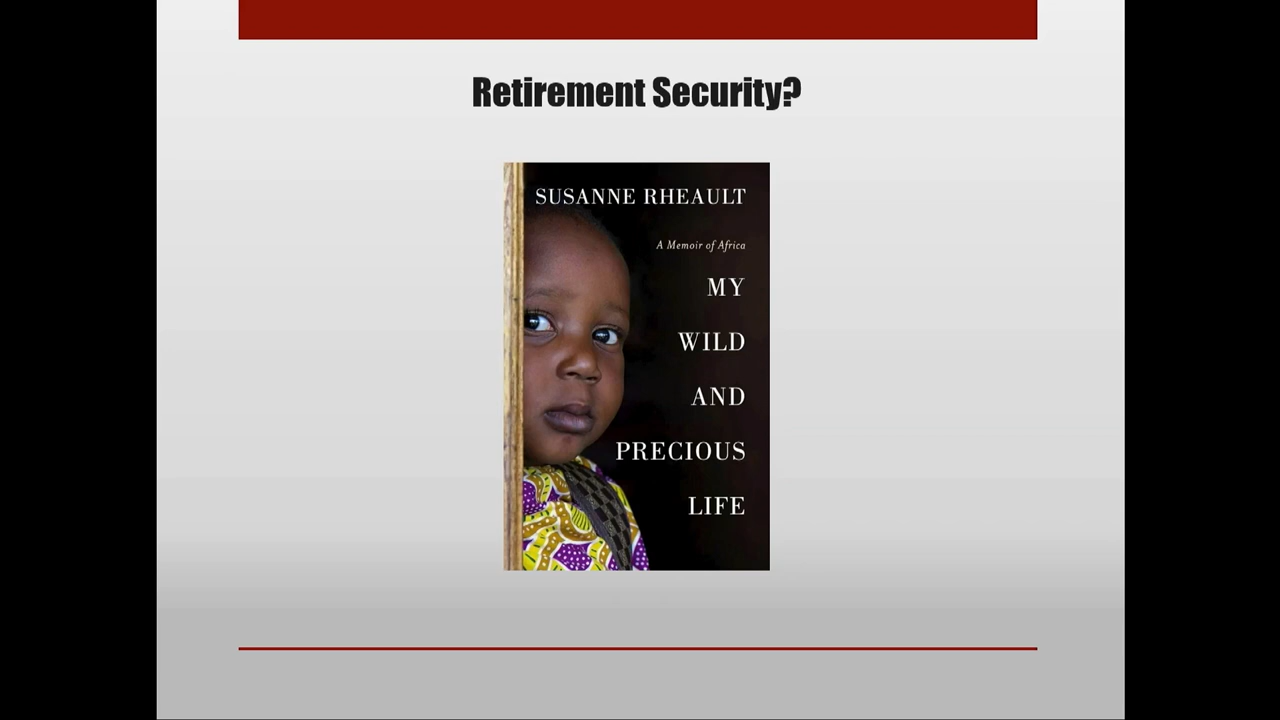 Retirement Security?
SUSANNE RHEAULT
A Memoir of Africa
MY
WILD
AND
PRECIOUS
LIFE